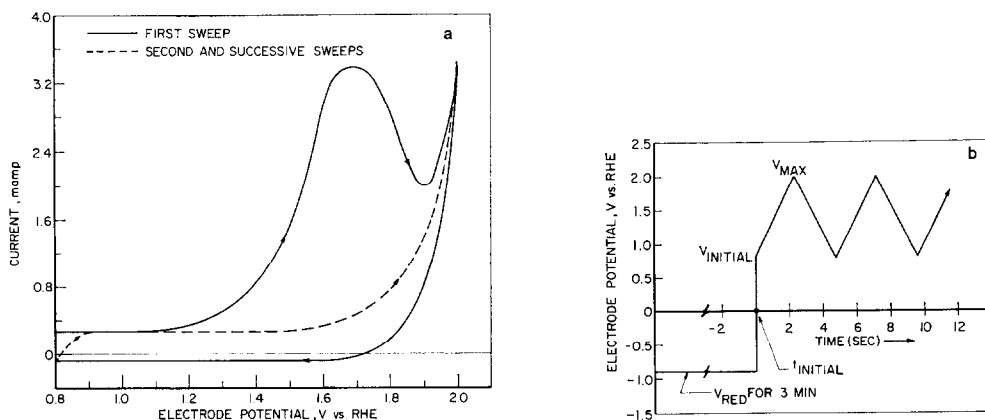 a
FIRST SWEEP
SECOND AND SUCCESSIVE SWEEPS
4.0
3.2
2.4
1.6
0.8
0
CURRENT, mamp
0.8 1.0 1.2 1.4 1.6 1.8 2.0
ELECTRODE POTENTIAL, V vs. RHE
b
2.5
2.0
1.5
1.0
0.5
0
-0.5
-1.0
-1.5
ELECTRODE POTENTIAL, V vs. RHE
VMAX
VINITIAL
-2 2 4 6 8 10 12
TIME (SEC)
tINITIAL
VRED FOR 3 MIN